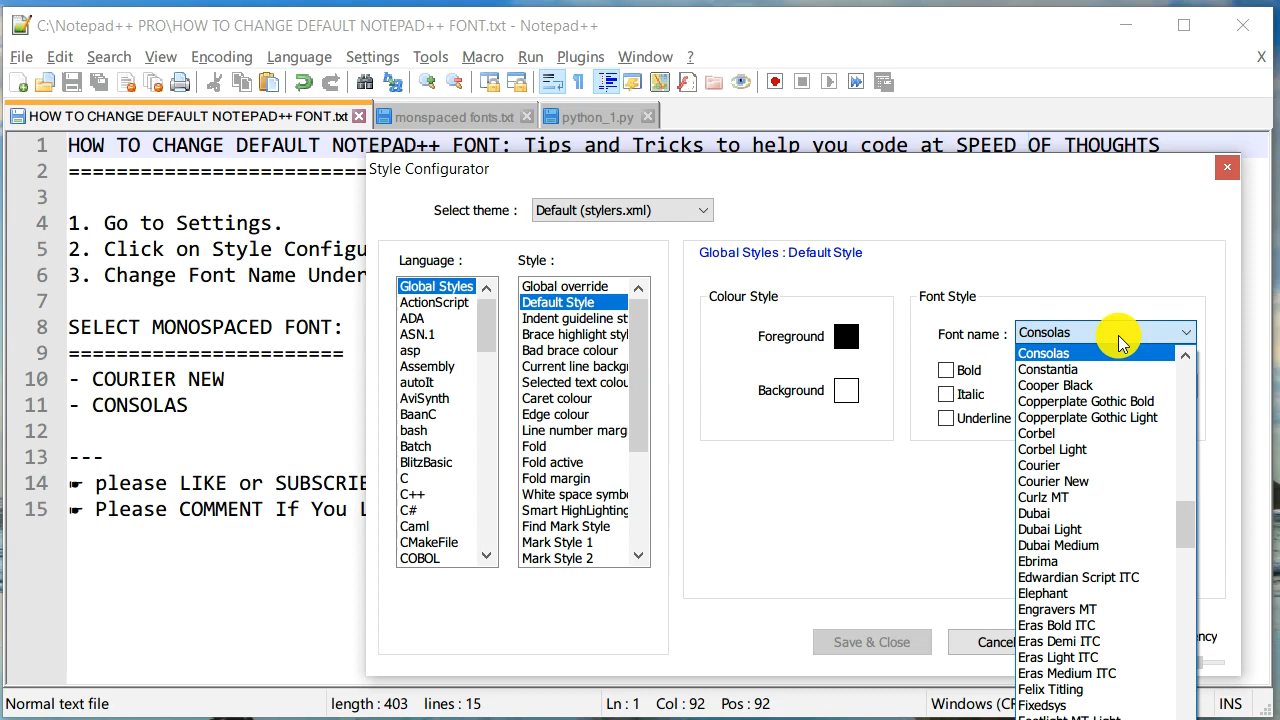 C:\Notepad++ PRO\HOW TO CHANGE DEFAULT NOTEPAD++ FONT.txt - Notepad++
File Edit Search View Encoding Language Settings Tools Macro Run Plugins Window ? X
HOW TO CHANGE DEFAULT NOTEPAD++ FONT.txt monspaced fonts.txt python_1.py
1 HOW TO CHANGE DEFAULT NOTEPAD++ FONT: Tips and Tricks to help you code at SPEED OF THOUGHTS
2 =========================
3
4 1. Go to Settings.
5 2. Click on Style Configu
6 3. Change Font Name Under
7
8 SELECT MONOSPACED FONT:
9 =======================
10 - COURIER NEW
11 - CONSOLAS
12
13 ---
14 ☛ please LIKE or SUBSCRIE
15 ☛ Please COMMENT If You L
Style Configurator
Select theme : Default (stylers.xml)
Language :
Global Styles
ActionScript
ADA
ASN.1
asp
Assembly
autoIt
AviSynth
BaanC
bash
Batch
BlitzBasic
C
C++
C#
Caml
CMakeFile
COBOL
Style :
Global override
Default Style
Indent guideline st
Brace highlight styl
Bad brace colour
Current line backgr
Selected text colou
Caret colour
Edge colour
Line number marg
Fold
Fold active
Fold margin
White space symb
Smart HighLighting
Find Mark Style
Mark Style 1
Mark Style 2
Global Styles : Default Style
Colour Style
Foreground
Background
Font Style
Font name : Consolas
Bold
Italic
Underline
Consolas
Constantia
Cooper Black
Copperplate Gothic Bold
Copperplate Gothic Light
Corbel
Corbel Light
Courier
Courier New
Curlz MT
Dubai
Dubai Light
Dubai Medium
Ebrima
Edwardian Script ITC
Elephant
Engravers MT
Eras Bold ITC
Eras Demi ITC
Eras Light ITC
Eras Medium ITC
Felix Titling
Fixedsys
Footlight MT Light
Save & Close Cancel ncy
Normal text file length : 403 lines : 15 Ln : 1 Col : 92 Pos : 92 Windows (CF INS